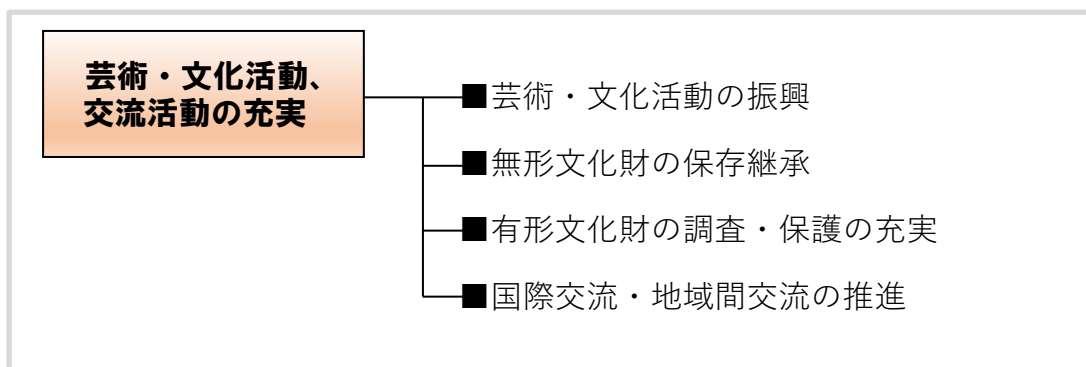 芸術・文化活動、
交流活動の充実
■芸術・文化活動の振興
■無形文化財の保存継承
■有形文化財の調査・保護の充実
■国際交流・地域間交流の推進